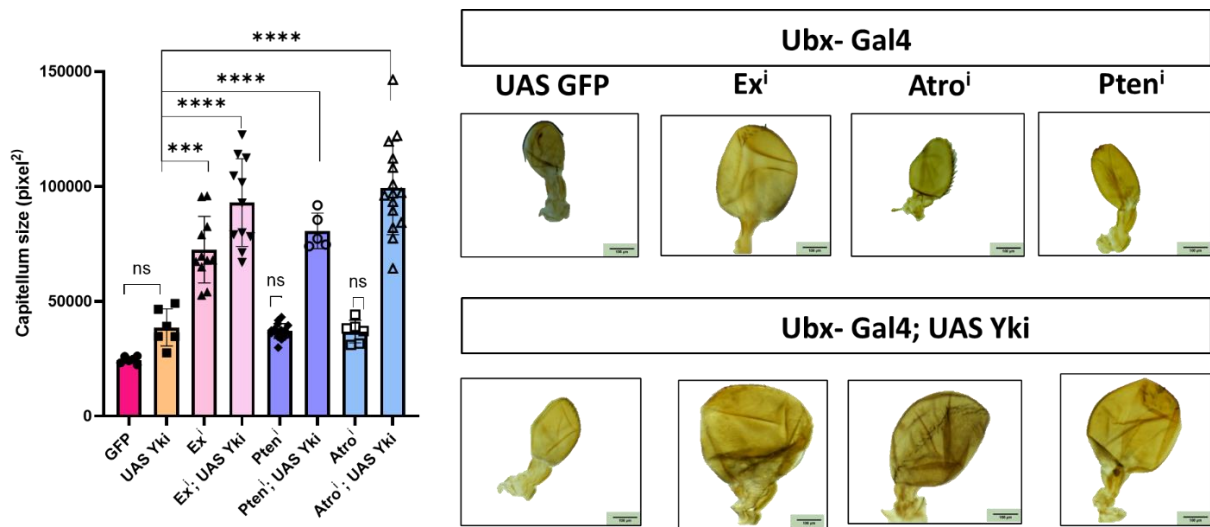 ****
****
****
***
ns
ns
ns
150000
100000
50000
0
Capitellum size (pixel²)
GFP
UAS Yki
Exⁱ
Exⁱ; UAS Yki
Ptenⁱ
Ptenⁱ; UAS Yki
Atroⁱ
Atroⁱ; UAS Yki
Ubx- Gal4
UAS GFP Exⁱ Atroⁱ Ptenⁱ
Ubx- Gal4; UAS Yki